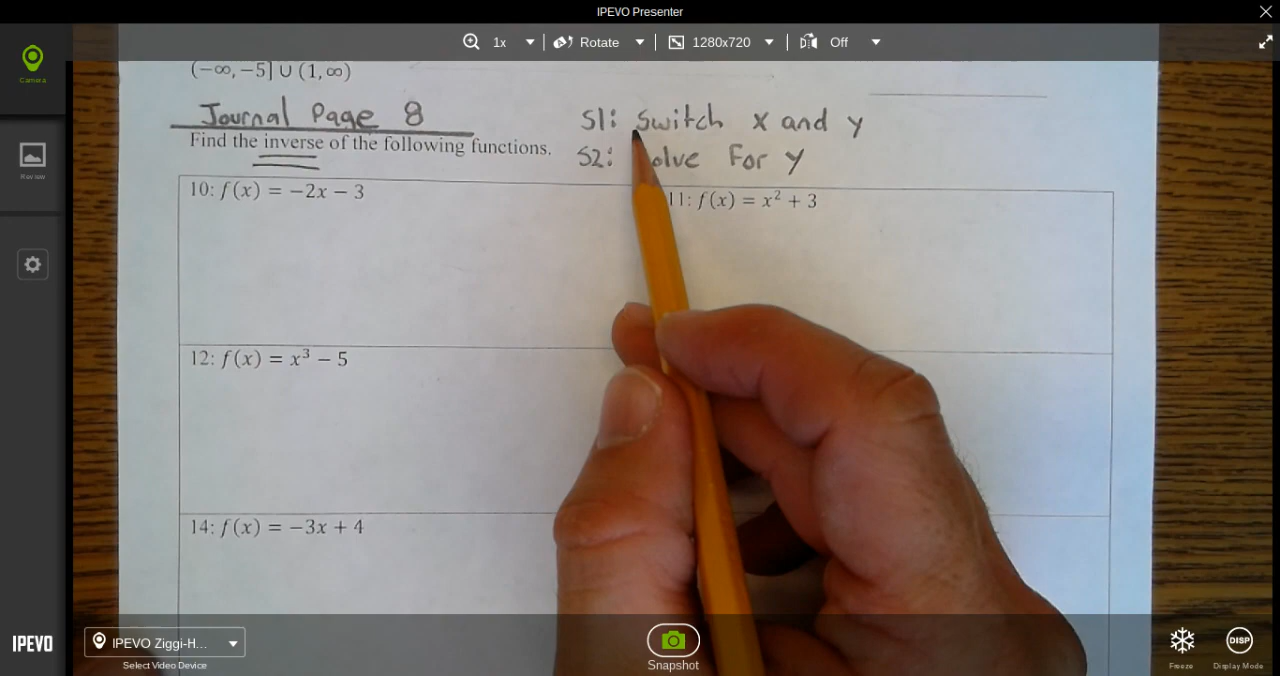 IPEVO Presenter
1x Rotate 1280x720 Off
Camera
Review
(−∞, −5] ∪ (1, ∞)
Journal Page 8
Find the inverse of the following functions.
S1: Switch x and y
S2: Solve For y
10: f(x) = −2x − 3
11: f(x) = x² + 3
12: f(x) = x³ − 5
14: f(x) = −3x + 4
IPEVO
IPEVO Ziggi-H...
Select Video Device
Snapshot
Freeze
DISP
Display Mode